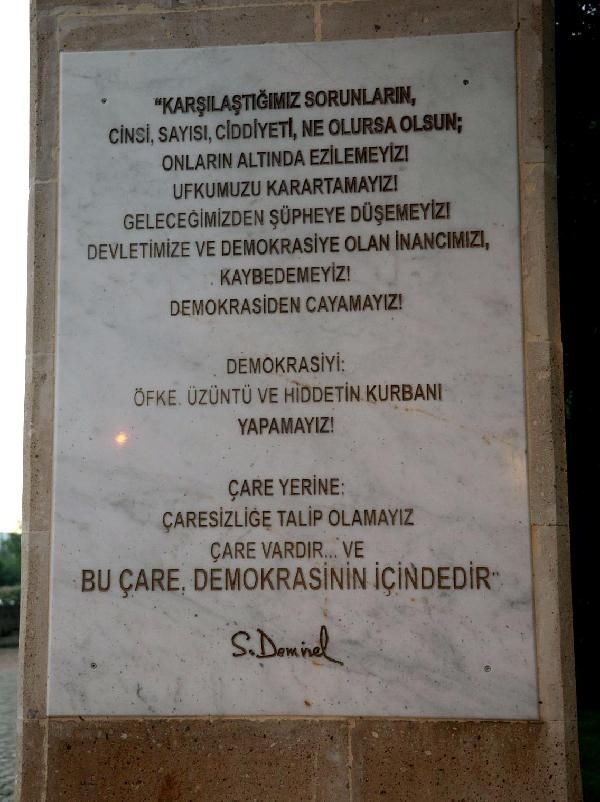 “KARŞILAŞTIĞIMIZ SORUNLARIN,
CİNSİ, SAYISI, CİDDİYETİ, NE OLURSA OLSUN;
ONLARIN ALTINDA EZİLEMEYİZ!
UFKUMUZU KARARTAMAYIZ!
GELECEĞİMİZDEN ŞÜPHEYE DÜŞEMEYİZ!
DEVLETİMİZE VE DEMOKRASİYE OLAN İNANCIMIZI,
KAYBEDEMEYİZ!
DEMOKRASİDEN CAYAMAYIZ!
DEMOKRASİYİ:
ÖFKE, ÜZÜNTÜ VE HİDDETİN KURBANI
YAPAMAYIZ!
ÇARE YERİNE:
ÇARESİZLİĞE TALİP OLAMAYIZ
ÇARE VARDIR... VE
BU ÇARE, DEMOKRASİNİN İÇİNDEDİR”
S. Demirel